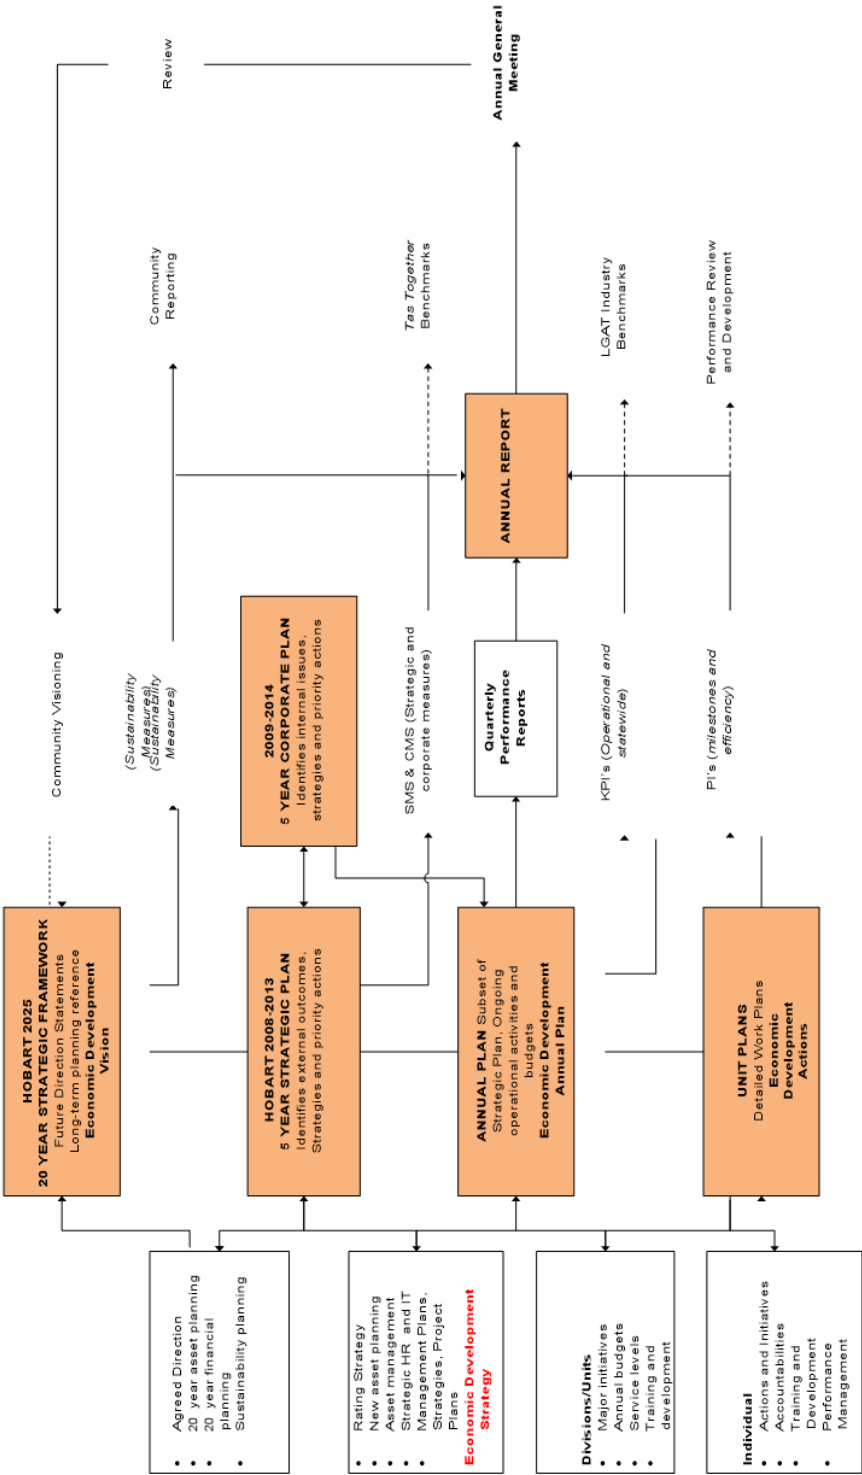 • Agreed Direction
• 20 year asset planning
• 20 year financial
planning
• Sustainability planning
• Rating Strategy
• New asset planning
• Asset management
• Strategic HR and IT
• Management Plans,
Strategies, Project
Plans
Economic Development
Strategy
Divisions/Units
• Major initiatives
• Annual budgets
• Service levels
• Training and
development
Individual
• Actions and Initiatives
• Accountabilities
• Training and
Development
• Performance
Management
HOBART 2025
20 YEAR STRATEGIC FRAMEWORK
Future Direction Statements
Long-term planning reference
Economic Development
Vision
HOBART 2008-2013
5 YEAR STRATEGIC PLAN
Identifies external outcomes,
Strategies and priority actions
ANNUAL PLAN Subset of
Strategic Plan, Ongoing
operational activities and
budgets
Economic Development
Annual Plan
UNIT PLANS
Detailed Work Plans
Economic
Development
Actions
2009-2014
5 YEAR CORPORATE PLAN
Identifies internal issues,
strategies and priority actions
Community Visioning
(Sustainability
Measures)
(Sustainability
Measures)
SMS & CMS (Strategic and
corporate measures)
Quarterly
Performance
Reports
KPI's (Operational and
statewide)
PI's (milestones and
efficiency)
ANNUAL REPORT
Community
Reporting
Tas Together
Benchmarks
LGAT Industry
Benchmarks
Performance Review
and Development
Review
Annual General
Meeting